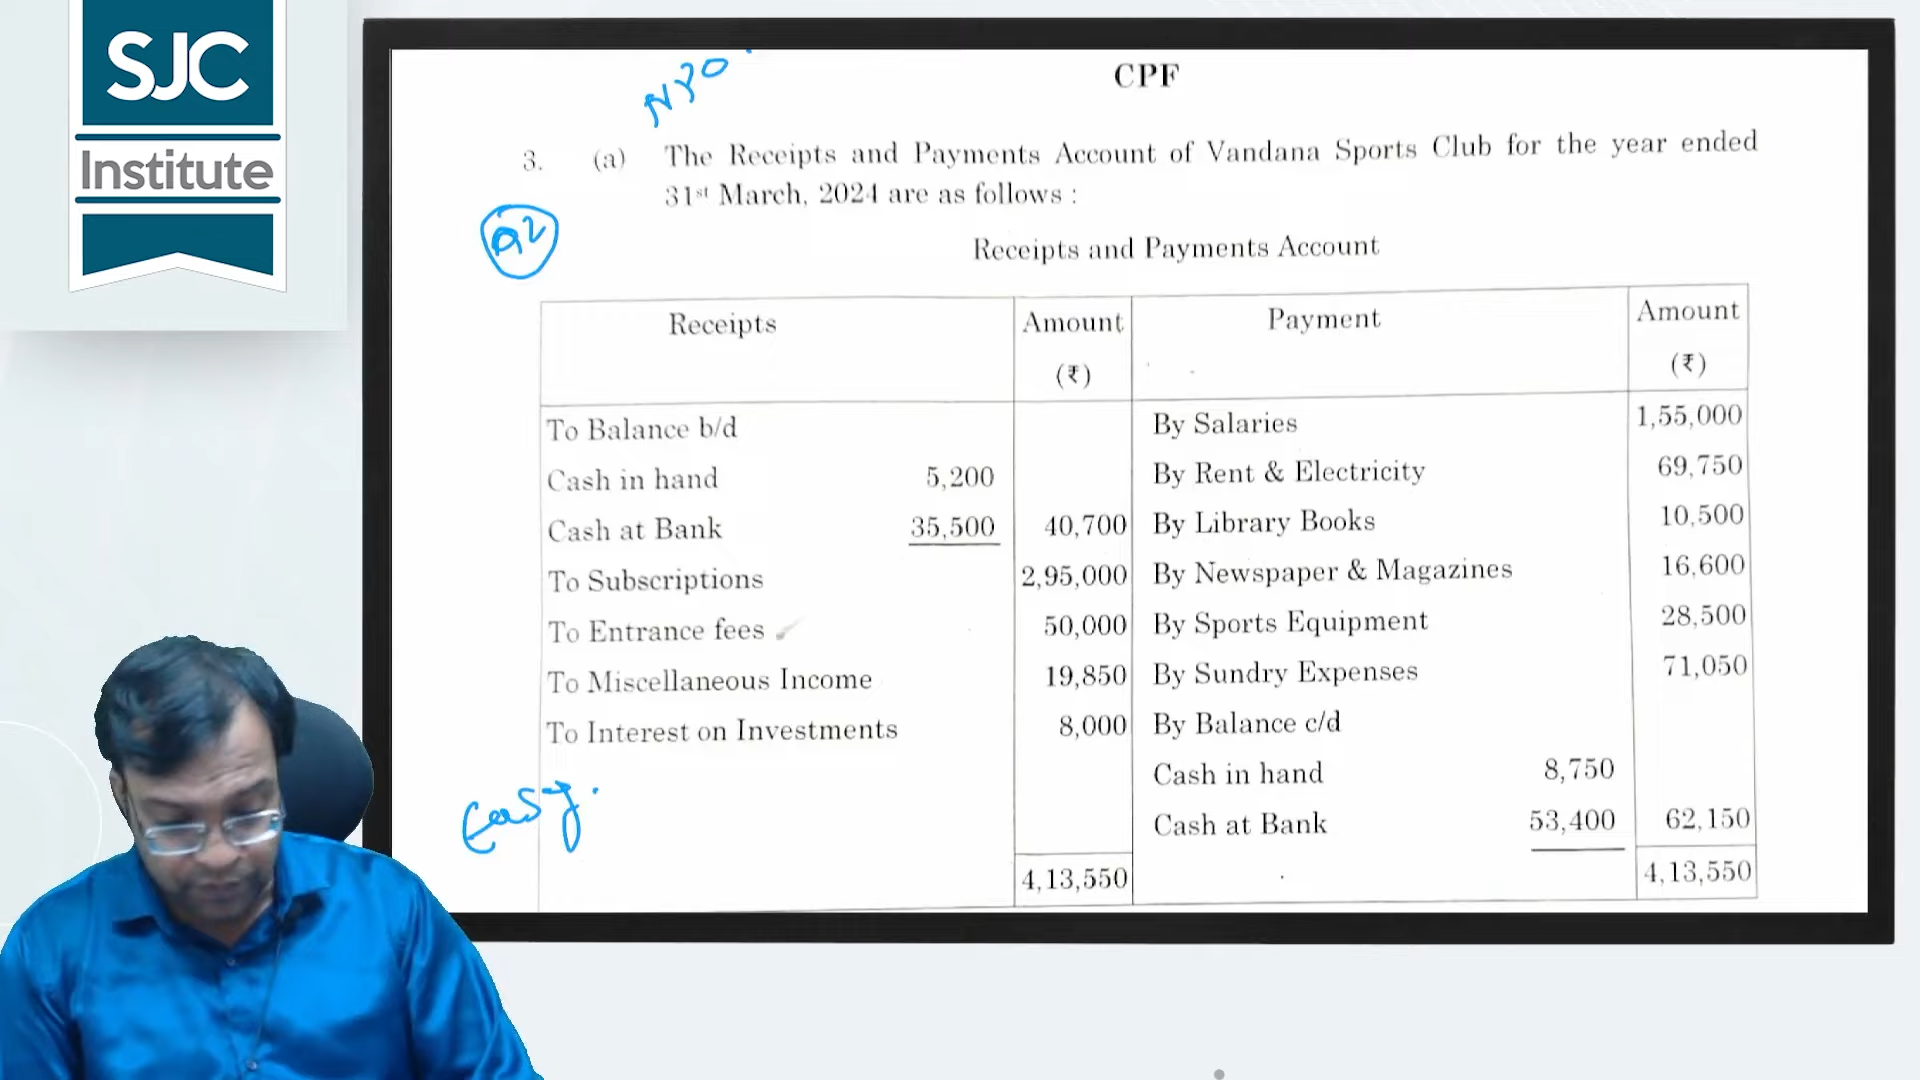 SJC
Institute
NPO
CPF
3. (a) The Receipts and Payments Account of Vandana Sports Club for the year ended
31st March, 2024 are as follows :
Q2
Receipts and Payments Account
Receipts Amount (₹) Payment Amount (₹)
To Balance b/d By Salaries 1,55,000
Cash in hand 5,200 By Rent & Electricity 69,750
Cash at Bank 35,500 40,700 By Library Books 10,500
To Subscriptions 2,95,000 By Newspaper & Magazines 16,600
To Entrance fees 50,000 By Sports Equipment 28,500
To Miscellaneous Income 19,850 By Sundry Expenses 71,050
To Interest on Investments 8,000 By Balance c/d
Cash in hand 8,750
Easy.
Cash at Bank 53,400 62,150
4,13,550 4,13,550